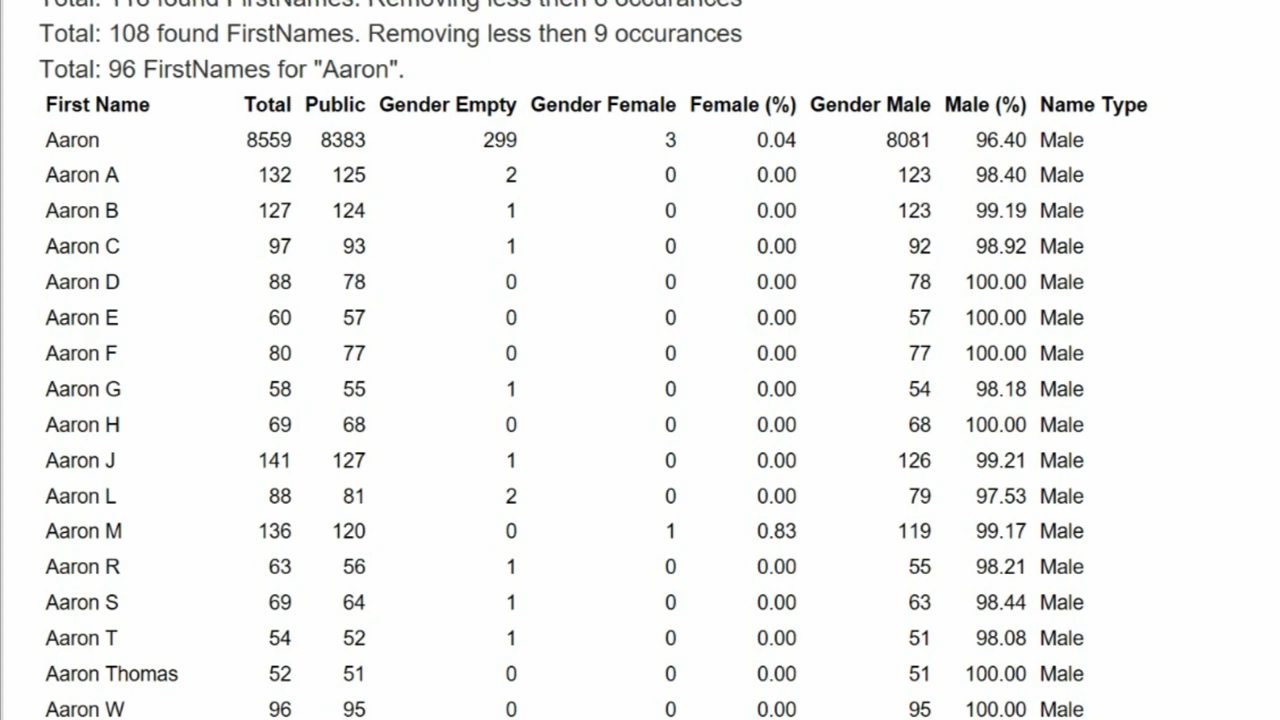 Total: 118 found FirstNames. Removing less then 8 occurances
Total: 108 found FirstNames. Removing less then 9 occurances
Total: 96 FirstNames for "Aaron".
First Name Total Public Gender Empty Gender Female Female (%) Gender Male Male (%) Name Type
Aaron 8559 8383 299 3 0.04 8081 96.40 Male
Aaron A 132 125 2 0 0.00 123 98.40 Male
Aaron B 127 124 1 0 0.00 123 99.19 Male
Aaron C 97 93 1 0 0.00 92 98.92 Male
Aaron D 88 78 0 0 0.00 78 100.00 Male
Aaron E 60 57 0 0 0.00 57 100.00 Male
Aaron F 80 77 0 0 0.00 77 100.00 Male
Aaron G 58 55 1 0 0.00 54 98.18 Male
Aaron H 69 68 0 0 0.00 68 100.00 Male
Aaron J 141 127 1 0 0.00 126 99.21 Male
Aaron L 88 81 2 0 0.00 79 97.53 Male
Aaron M 136 120 0 1 0.83 119 99.17 Male
Aaron R 63 56 1 0 0.00 55 98.21 Male
Aaron S 69 64 1 0 0.00 63 98.44 Male
Aaron T 54 52 1 0 0.00 51 98.08 Male
Aaron Thomas 52 51 0 0 0.00 51 100.00 Male
Aaron W 96 95 0 0 0.00 95 100.00 Male